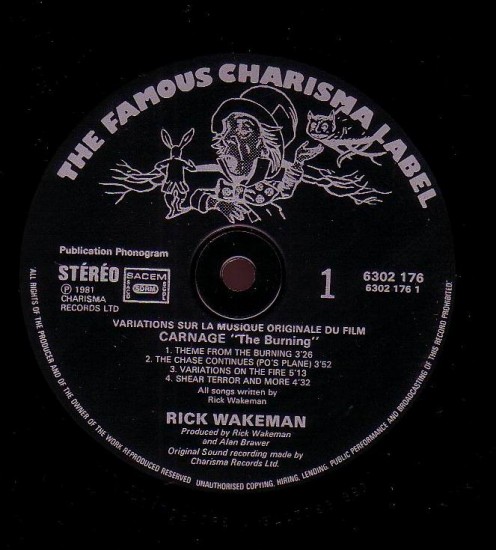 THE FAMOUS CHARISMA LABEL
Publication Phonogram
STÉRÉO
SACEM
SDRM
℗ 1981
CHARISMA
RECORDS LTD
1
6302 176
6302 176 1
VARIATIONS SUR LA MUSIQUE ORIGINALE DU FILM
CARNAGE "The Burning"
1. THEME FROM THE BURNING 3'26
2. THE CHASE CONTINUES (PO'S PLANE) 3'52
3. VARIATIONS ON THE FIRE 5'13
4. SHEAR TERROR AND MORE 4'32
All songs written by
Rick Wakeman
RICK WAKEMAN
Produced by Rick Wakeman
and Alan Brawer
Original Sound recording made by
Charisma Records Ltd.
ALL RIGHTS OF THE PRODUCER AND OF THE OWNER OF THE WORK REPRODUCED RESERVED UNAUTHORISED COPYING, HIRING, LENDING, PUBLIC PERFORMANCE AND BROADCASTING OF THIS RECORD PROHIBITED